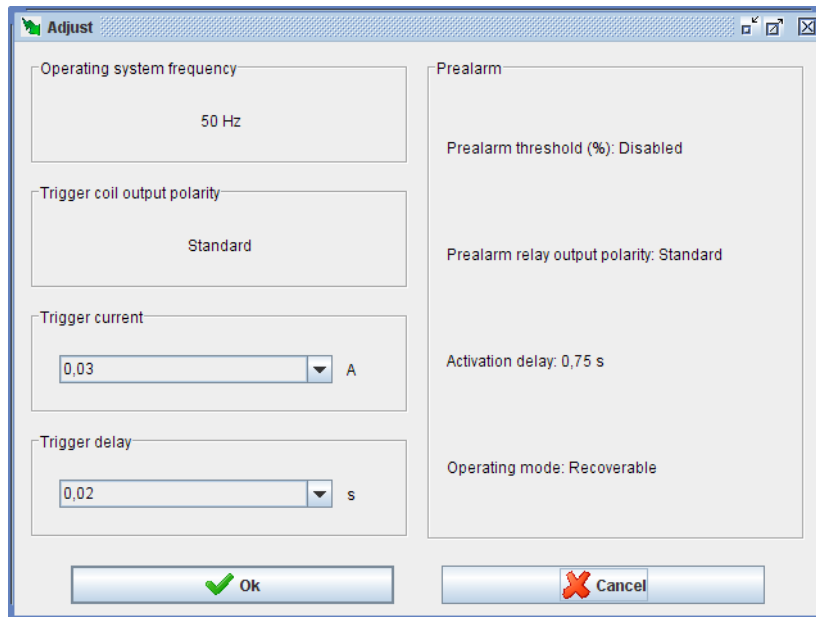 Adjust
Operating system frequency
50 Hz
Trigger coil output polarity
Standard
Trigger current
0,03
A
Trigger delay
0,02
s
Prealarm
Prealarm threshold (%): Disabled
Prealarm relay output polarity: Standard
Activation delay: 0,75 s
Operating mode: Recoverable
Ok
Cancel